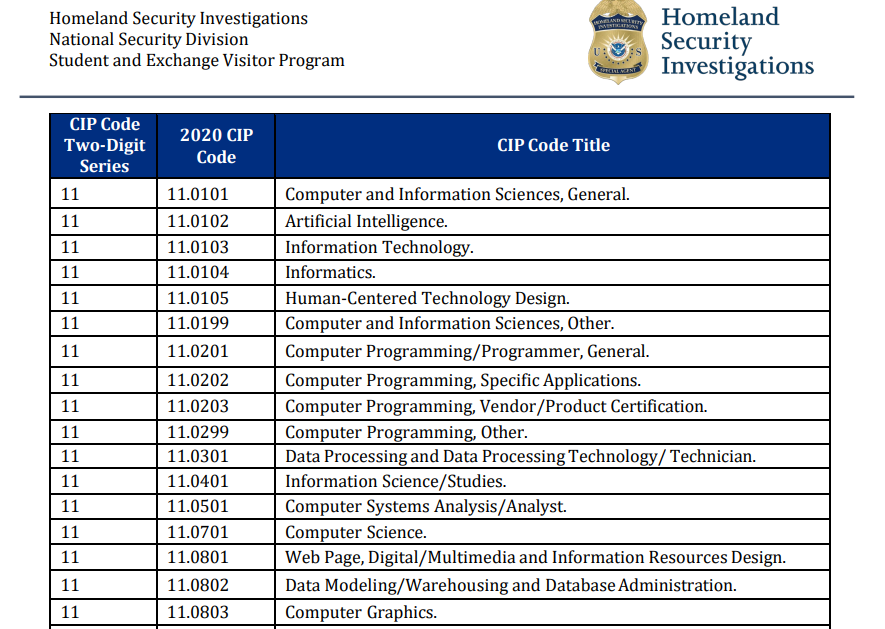 Homeland Security Investigations
National Security Division
Student and Exchange Visitor Program
HOMELAND SECURITY INVESTIGATIONS
U S
SPECIAL AGENT
Homeland
Security
Investigations
CIP Code
Two-Digit
Series
2020 CIP
Code
CIP Code Title
11 11.0101 Computer and Information Sciences, General.
11 11.0102 Artificial Intelligence.
11 11.0103 Information Technology.
11 11.0104 Informatics.
11 11.0105 Human-Centered Technology Design.
11 11.0199 Computer and Information Sciences, Other.
11 11.0201 Computer Programming/Programmer, General.
11 11.0202 Computer Programming, Specific Applications.
11 11.0203 Computer Programming, Vendor/Product Certification.
11 11.0299 Computer Programming, Other.
11 11.0301 Data Processing and Data Processing Technology/ Technician.
11 11.0401 Information Science/Studies.
11 11.0501 Computer Systems Analysis/Analyst.
11 11.0701 Computer Science.
11 11.0801 Web Page, Digital/Multimedia and Information Resources Design.
11 11.0802 Data Modeling/Warehousing and Database Administration.
11 11.0803 Computer Graphics.